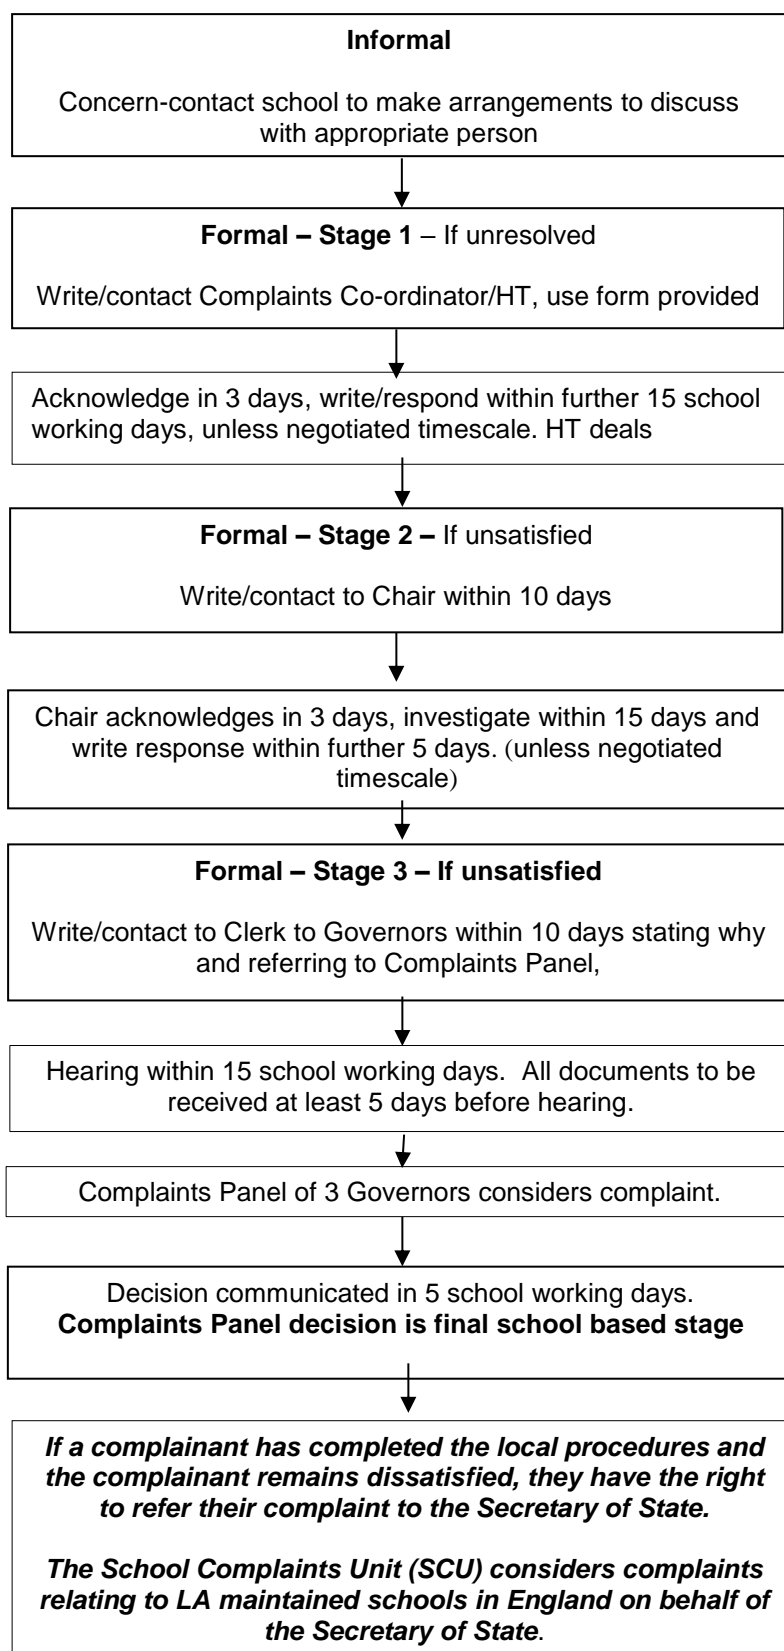 Informal
Concern-contact school to make arrangements to discuss
with appropriate person
Formal – Stage 1 – If unresolved
Write/contact Complaints Co-ordinator/HT, use form provided
Acknowledge in 3 days, write/respond within further 15 school
working days, unless negotiated timescale. HT deals
Formal – Stage 2 – If unsatisfied
Write/contact to Chair within 10 days
Chair acknowledges in 3 days, investigate within 15 days and
write response within further 5 days. (unless negotiated
timescale)
Formal – Stage 3 – If unsatisfied
Write/contact to Clerk to Governors within 10 days stating why
and referring to Complaints Panel,
Hearing within 15 school working days.  All documents to be
received at least 5 days before hearing.
Complaints Panel of 3 Governors considers complaint.
Decision communicated in 5 school working days.
Complaints Panel decision is final school based stage
If a complainant has completed the local procedures and
the complainant remains dissatisfied, they have the right
to refer their complaint to the Secretary of State.
The School Complaints Unit (SCU) considers complaints
relating to LA maintained schools in England on behalf of
the Secretary of State.